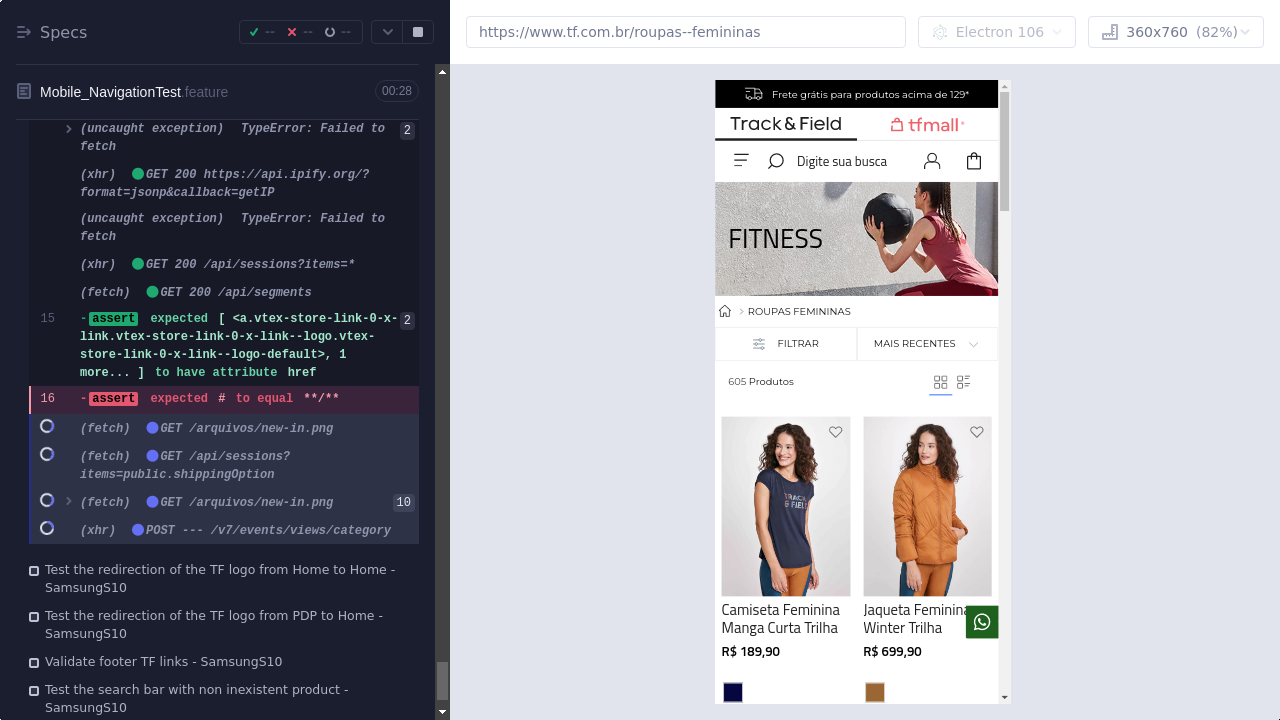 Specs
--
--
--
https://www.tf.com.br/roupas--femininas
Electron 106
360x760 (82%)
Mobile_NavigationTest.feature
00:28
(uncaught exception) TypeError: Failed to
fetch
2
(xhr) GET 200 https://api.ipify.org/?
format=jsonp&callback=getIP
(uncaught exception) TypeError: Failed to
fetch
(xhr) GET 200 /api/sessions?items=*
(fetch) GET 200 /api/segments
15 -assert expected [ <a.vtex-store-link-0-x-
link.vtex-store-link-0-x-link--logo.vtex-
store-link-0-x-link--logo-default>, 1
more... ] to have attribute href
2
16 -assert expected # to equal **/**
(fetch) GET /arquivos/new-in.png
(fetch) GET /api/sessions?
items=public.shippingOption
(fetch) GET /arquivos/new-in.png
10
(xhr) POST --- /v7/events/views/category
Test the redirection of the TF logo from Home to Home -
SamsungS10
Test the redirection of the TF logo from PDP to Home -
SamsungS10
Validate footer TF links - SamsungS10
Test the search bar with non inexistent product -
SamsungS10
Frete grátis para produtos acima de 129*
Track&Field
tfmall
Digite sua busca
FITNESS
ROUPAS FEMININAS
FILTRAR
MAIS RECENTES
605 Produtos
TRACK
& FIELD
Camiseta Feminina
Manga Curta Trilha
R$ 189,90
Jaqueta Feminina
Winter Trilha
R$ 699,90